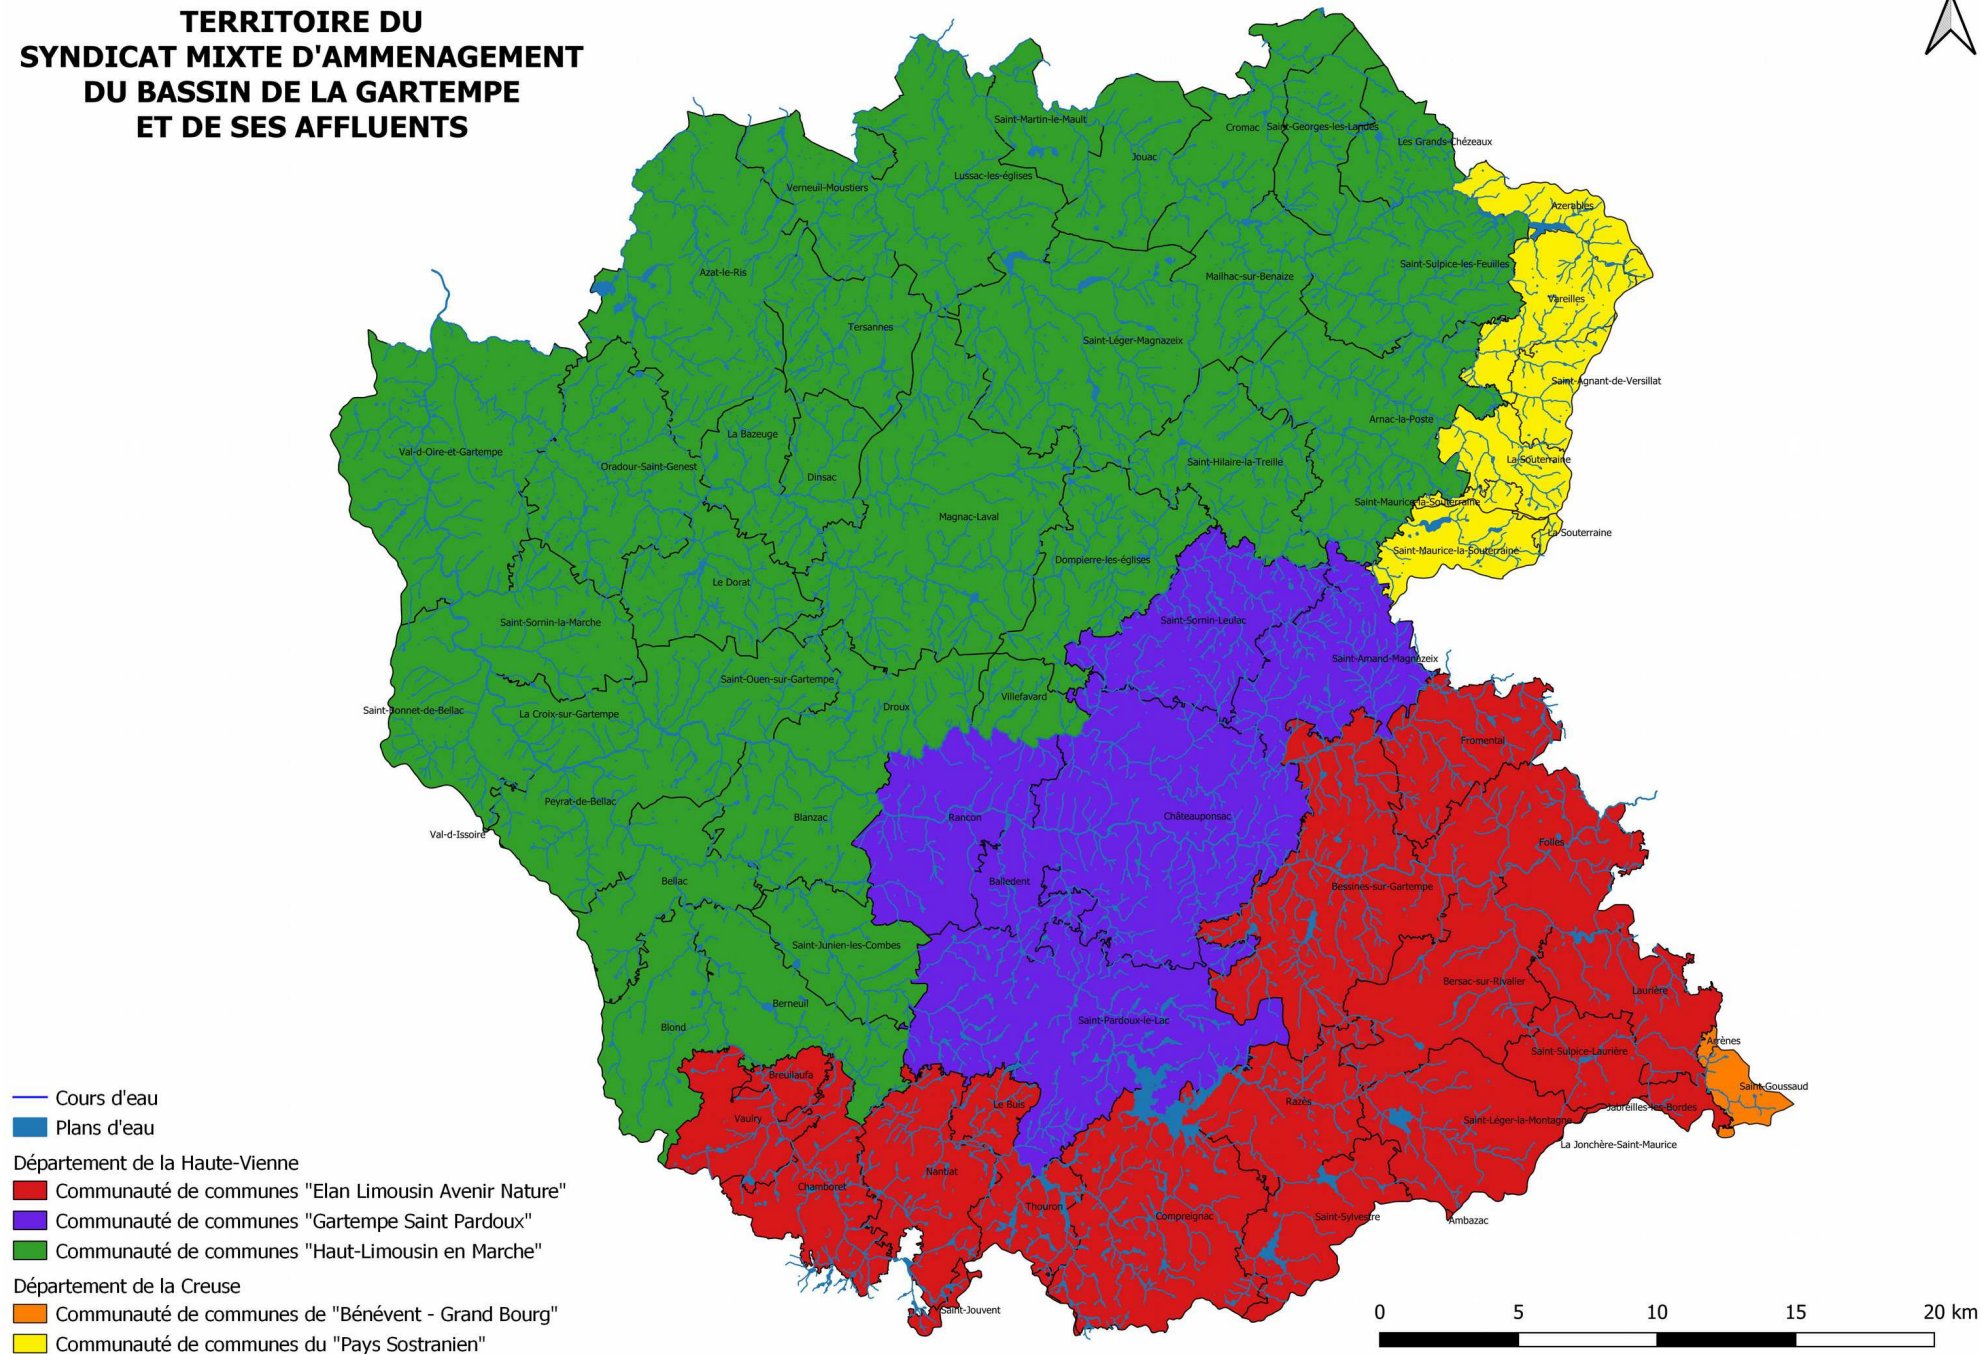 TERRITOIRE DU
SYNDICAT MIXTE D'AMMENAGEMENT
DU BASSIN DE LA GARTEMPE
ET DE SES AFFLUENTS
Saint-Martin-le-Mault
Cromac
Saint-Georges-les-Landes
Les Grands-Chézeaux
Jouac
Lussac-les-églises
Verneuil-Moustiers
Azerables
Azat-le-Ris
Mailhac-sur-Benaize
Saint-Sulpice-les-Feuilles
Vareilles
Tersannes
Saint-Léger-Magnazeix
Saint-Agnant-de-Versillat
Arnac-la-Poste
La Bazeuge
Val-d-Oire-et-Gartempe
Oradour-Saint-Genest
Saint-Hilaire-la-Treille
La Souterraine
Dinsac
Saint-Maurice-la-Souterraine
Magnac-Laval
La Souterraine
Saint-Maurice-la-Souterraine
Dompierre-les-églises
Le Dorat
Saint-Sornin-la-Marche
Saint-Sornin-Leulac
Saint-Amand-Magnazeix
Saint-Ouen-sur-Gartempe
Villefavard
Droux
Saint-Bonnet-de-Bellac
La Croix-sur-Gartempe
Fromental
Peyrat-de-Bellac
Blanzac
Rancon
Châteauponsac
Val-d-Issoire
Folles
Bellac
Balledent
Bessines-sur-Gartempe
Saint-Junien-les-Combes
Bersac-sur-Rivalier
Laurière
Berneuil
Blond
Saint-Pardoux-le-Lac
Arrènes
Saint-Sulpice-Laurière
Breuilaufa
Saint-Goussaud
Le Buis
Razès
Jabreilles-les-Bordes
Vaulry
Saint-Léger-la-Montagne
La Jonchère-Saint-Maurice
Nantiat
Chamboret
Thouron
Compreignac
Saint-Sylvestre
Ambazac
Saint-Jouvent
Cours d'eau
Plans d'eau
Département de la Haute-Vienne
Communauté de communes "Elan Limousin Avenir Nature"
Communauté de communes "Gartempe Saint Pardoux"
Communauté de communes "Haut-Limousin en Marche"
Département de la Creuse
Communauté de communes de "Bénévent - Grand Bourg"
Communauté de communes du "Pays Sostranien"
0 5 10 15 20 km